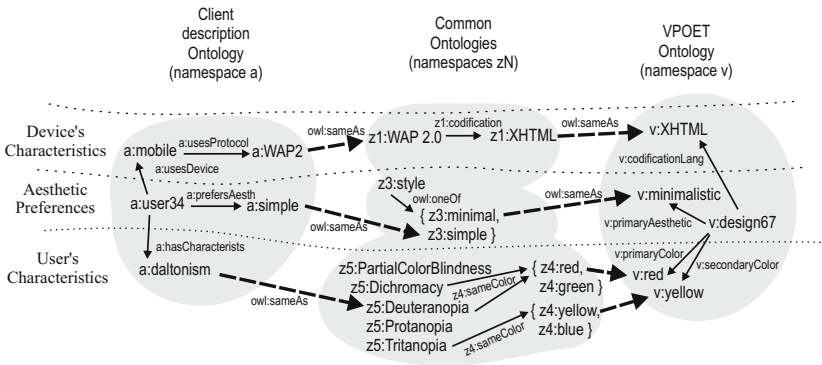 Client
description
Ontology
(namespace a)
Common
Ontologies
(namespaces zN)
VPOET
Ontology
(namespace v)
Device's
Characteristics
a:mobile
a:usesProtocol
a:WAP2
a:usesDevice
owl:sameAs
z1:WAP 2.0
z1:codification
z1:XHTML
owl:sameAs
v:XHTML
v:codificationLang
Aesthetic
Preferences
a:user34
a:prefersAesth
a:simple
owl:sameAs
z3:style
owl:oneOf
{ z3:minimal,
z3:simple }
owl:sameAs
v:minimalistic
v:primaryAesthetic
v:design67
User's
Characteristics
a:hasCharacterists
a:daltonism
owl:sameAs
z5:PartialColorBlindness
z5:Dichromacy
z5:Deuteranopia
z5:Protanopia
z5:Tritanopia
z4:sameColor
{ z4:red,
z4:green }
z4:sameColor
{ z4:yellow,
z4:blue }
v:primaryColor
v:secondaryColor
v:red
v:yellow